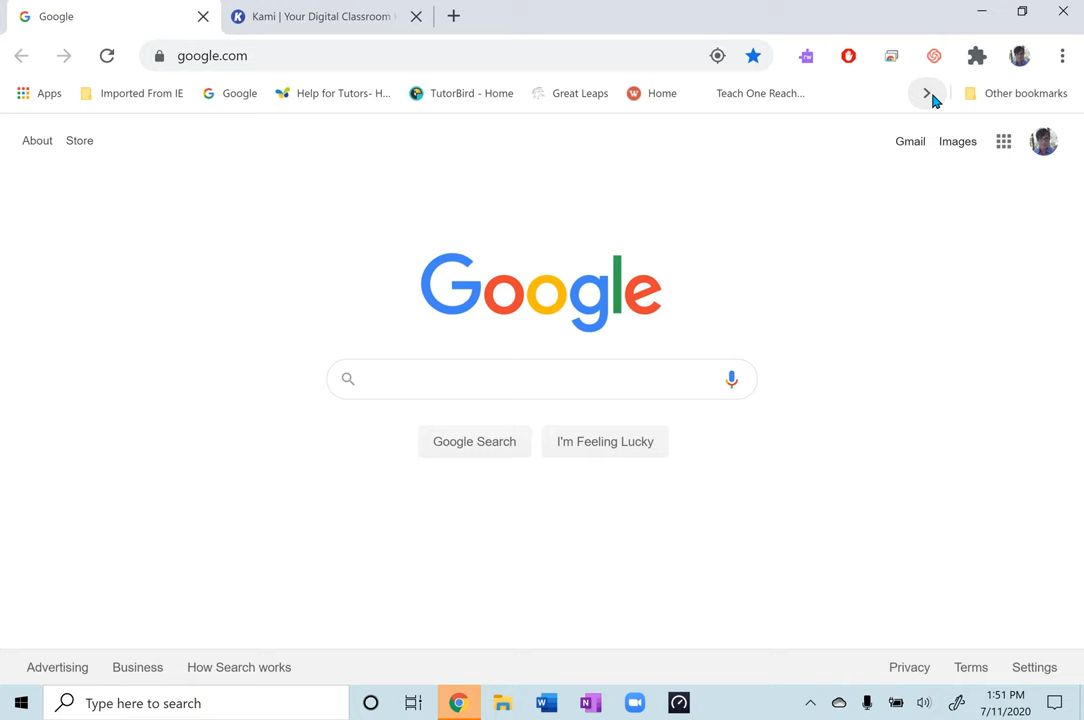 Google
Kami | Your Digital Classroom
google.com
Apps
Imported From IE
Google
Help for Tutors- H...
TutorBird - Home
Great Leaps
Home
Teach One Reach...
Other bookmarks
About
Store
Gmail
Images
Google
Google Search
I'm Feeling Lucky
Advertising
Business
How Search works
Privacy
Terms
Settings
Type here to search
1:51 PM
7/11/2020